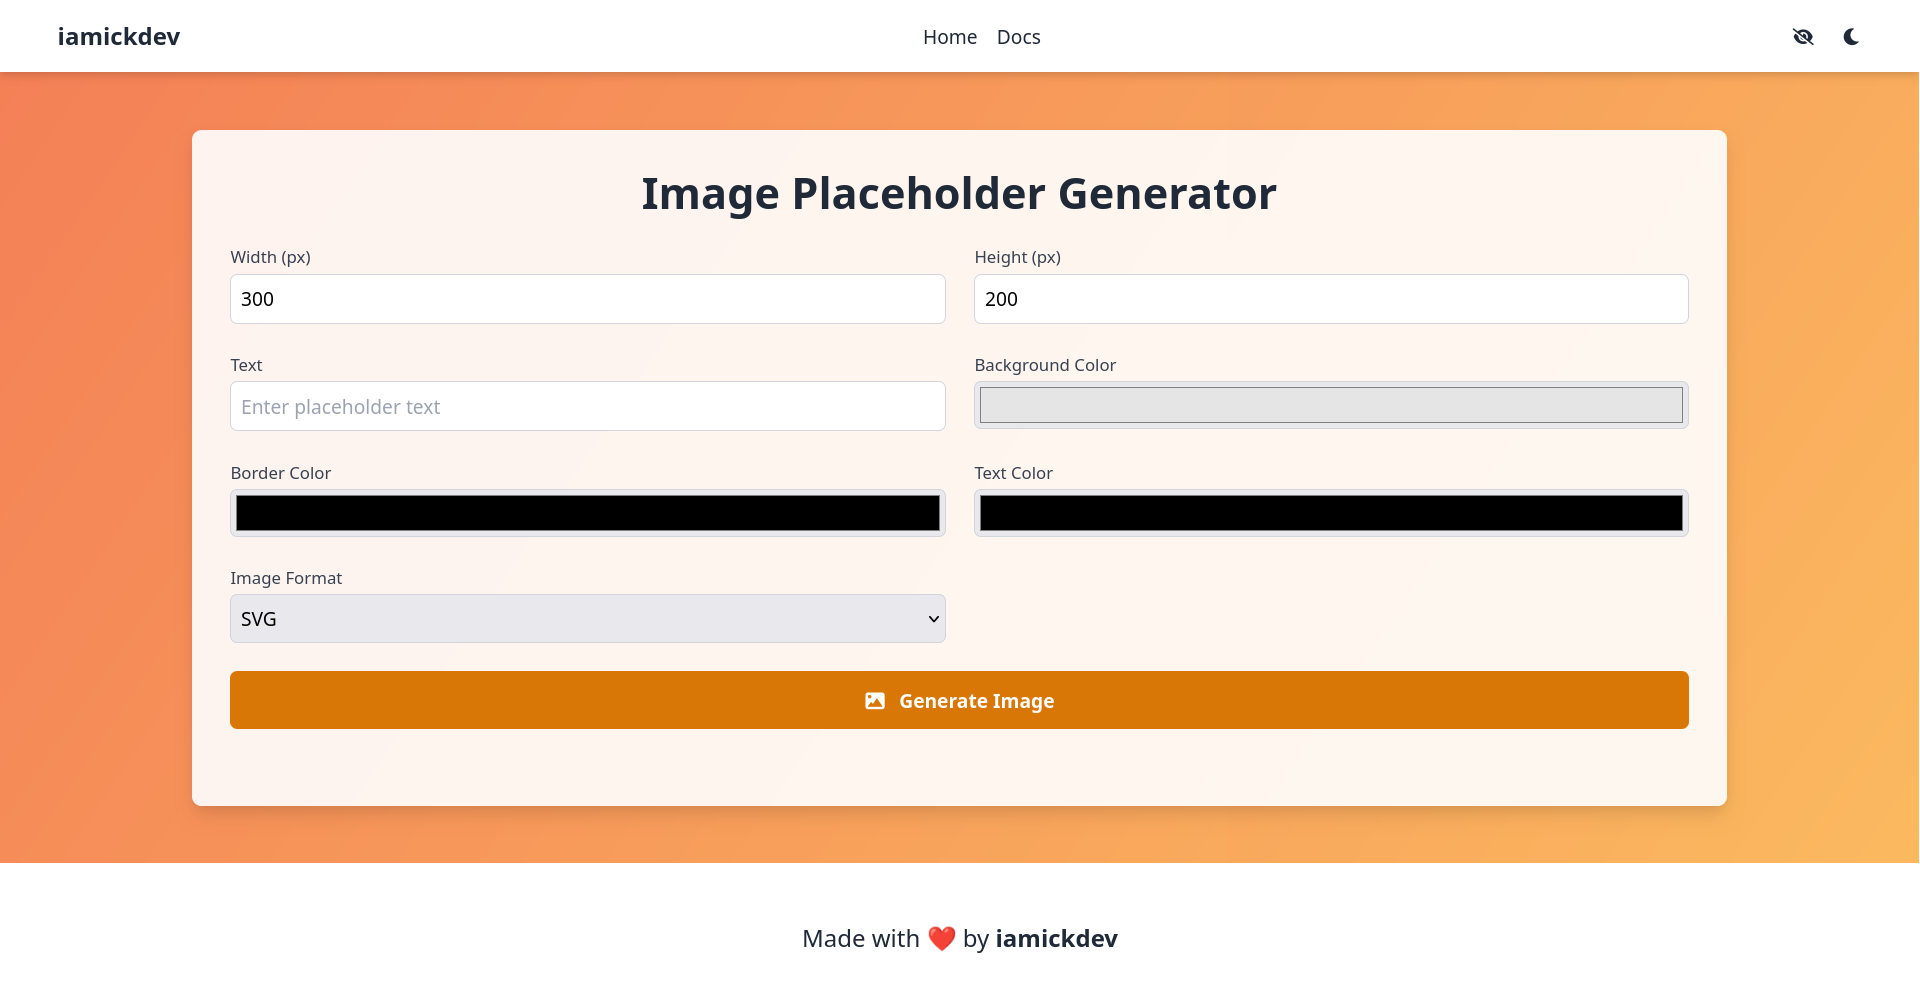 iamickdev
Home Docs
Image Placeholder Generator
Width (px)
300
Height (px)
200
Text
Enter placeholder text
Background Color
Border Color
Text Color
Image Format
SVG
Generate Image
Made with ❤️ by iamickdev